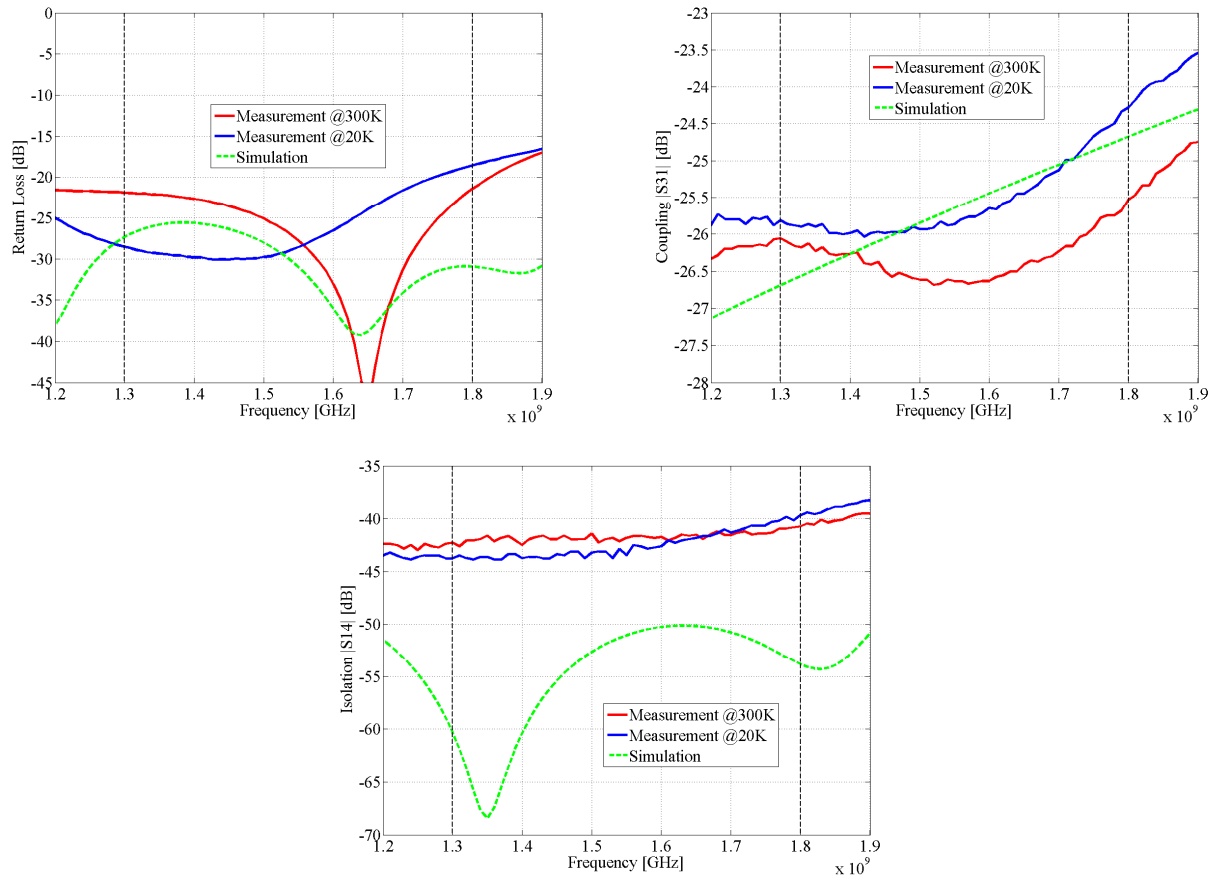 0
-5
-10
-15
-20
-25
-30
-35
-40
-45
Return Loss [dB]
Measurement @300K
Measurement @20K
Simulation
1.2 1.3 1.4 1.5 1.6 1.7 1.8 1.9
Frequency [GHz]
x 10^9
-23
-23.5
-24
-24.5
-25
-25.5
-26
-26.5
-27
-27.5
-28
Coupling |S31| [dB]
Measurement @300K
Measurement @20K
Simulation
1.2 1.3 1.4 1.5 1.6 1.7 1.8 1.9
Frequency [GHz]
x 10^9
-35
-40
-45
-50
-55
-60
-65
-70
Isolation |S14| [dB]
Measurement @300K
Measurement @20K
Simulation
1.2 1.3 1.4 1.5 1.6 1.7 1.8 1.9
Frequency [GHz]
x 10^9